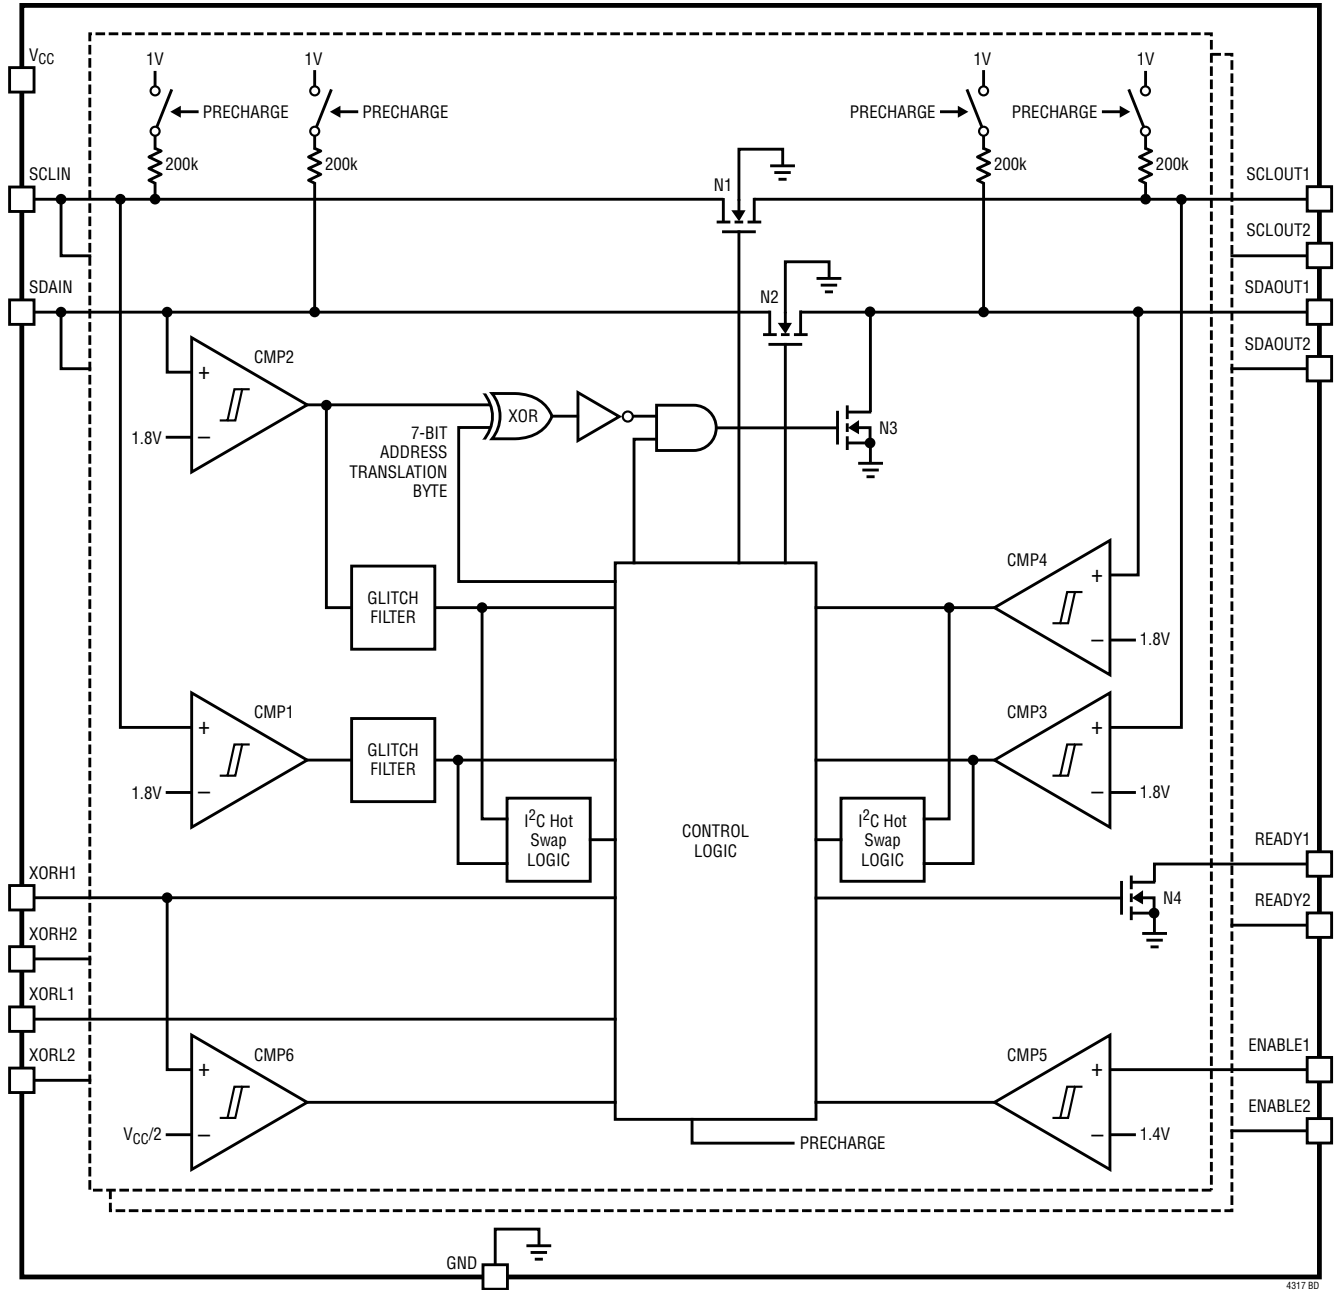 VCC
1V
1V
1V
1V
PRECHARGE
PRECHARGE
PRECHARGE
PRECHARGE
200k
200k
200k
200k
SCLIN
N1
SCLOUT1
SCLOUT2
SDAIN
N2
SDAOUT1
SDAOUT2
CMP2
+
1.8V
–
XOR
7-BIT
ADDRESS
TRANSLATION
BYTE
N3
CMP4
+
–
1.8V
GLITCH
FILTER
CMP1
+
1.8V
–
GLITCH
FILTER
CMP3
+
–
1.8V
I2C Hot
Swap
LOGIC
CONTROL
LOGIC
I2C Hot
Swap
LOGIC
READY1
XORH1
N4
READY2
XORH2
XORL1
XORL2
CMP6
+
VCC/2
–
CMP5
+
–
1.4V
ENABLE1
ENABLE2
PRECHARGE
GND
4317 BD